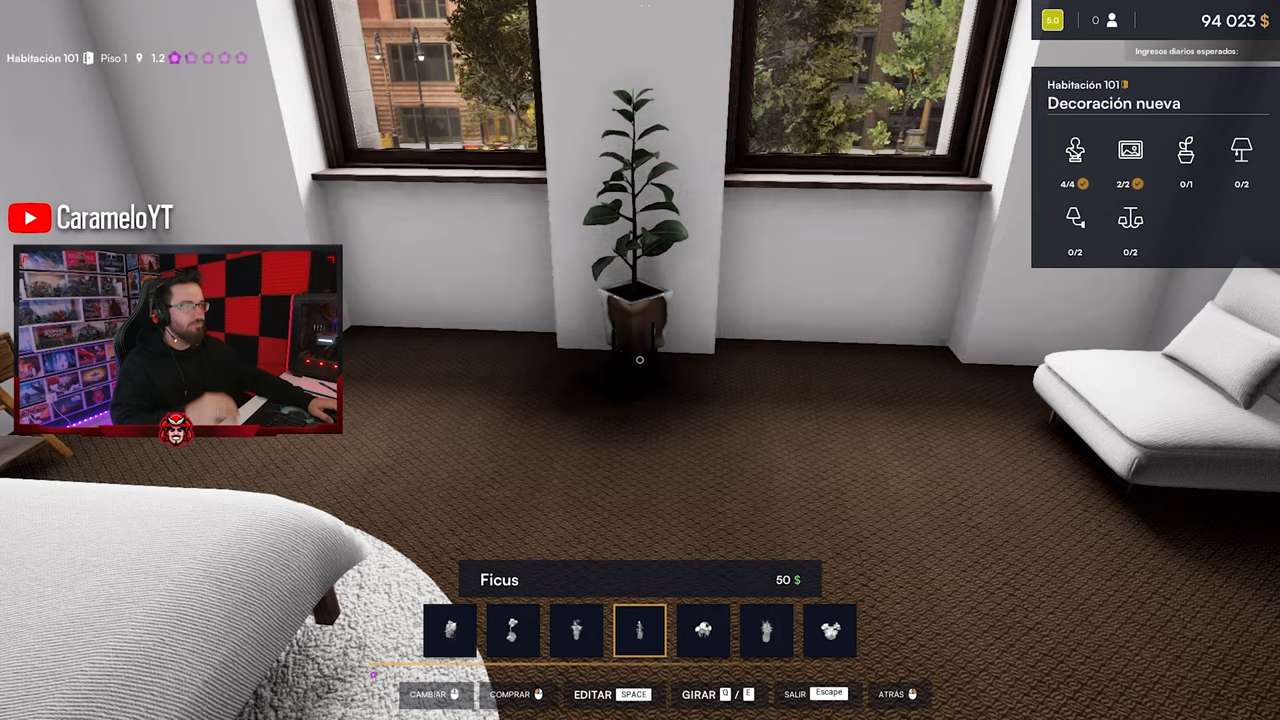 Habitación 101 Piso 1 1.2
5.0 0 94 023 $
Ingresos diarios esperados:
Habitación 101
Decoración nueva
4/4 2/2 0/1 0/2
0/2 0/2
CarameloYT
Ficus 50 $
CAMBIAR COMPRAR EDITAR SPACE GIRAR Q / E SALIR Escape ATRÁS